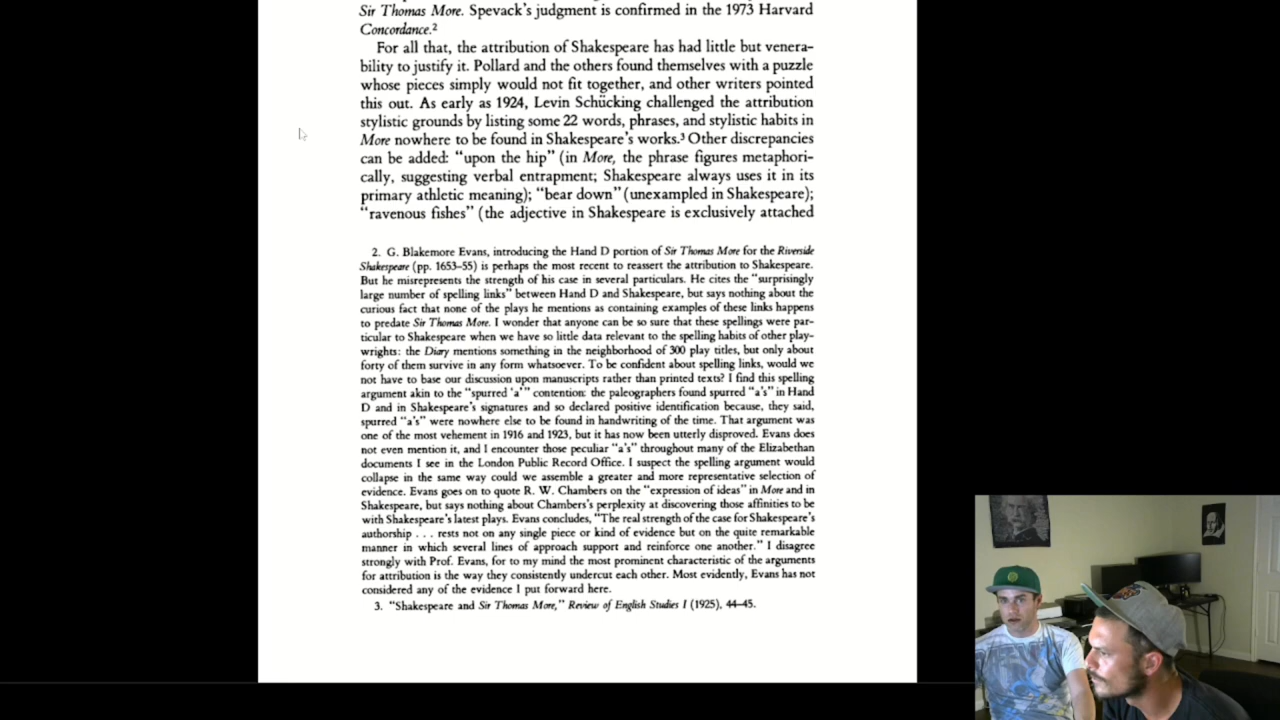 Sir Thomas More. Spevack's judgment is confirmed in the 1973 Harvard
Concordance.²
For all that, the attribution of Shakespeare has had little but venera-
bility to justify it. Pollard and the others found themselves with a puzzle
whose pieces simply would not fit together, and other writers pointed
this out. As early as 1924, Levin Schücking challenged the attribution
stylistic grounds by listing some 22 words, phrases, and stylistic habits in
More nowhere to be found in Shakespeare's works.³ Other discrepancies
can be added: "upon the hip" (in More, the phrase figures metaphori-
cally, suggesting verbal entrapment; Shakespeare always uses it in its
primary athletic meaning); "bear down" (unexampled in Shakespeare);
"ravenous fishes" (the adjective in Shakespeare is exclusively attached
2. G. Blakemore Evans, introducing the Hand D portion of Sir Thomas More for the Riverside
Shakespeare (pp. 1653–55) is perhaps the most recent to reassert the attribution to Shakespeare.
But he misrepresents the strength of his case in several particulars. He cites the "surprisingly
large number of spelling links" between Hand D and Shakespeare, but says nothing about the
curious fact that none of the plays he mentions as containing examples of these links happens
to predate Sir Thomas More. I wonder that anyone can be so sure that these spellings were par-
ticular to Shakespeare when we have so little data relevant to the spelling habits of other play-
wrights: the Diary mentions something in the neighborhood of 300 play titles, but only about
forty of them survive in any form whatsoever. To be confident about spelling links, would we
not have to base our discussion upon manuscripts rather than printed texts? I find this spelling
argument akin to the "spurred 'a'" contention: the paleographers found spurred "a's" in Hand
D and in Shakespeare's signatures and so declared positive identification because, they said,
spurred "a's" were nowhere else to be found in handwriting of the time. That argument was
one of the most vehement in 1916 and 1923, but it has now been utterly disproved. Evans does
not even mention it, and I encounter those peculiar "a's" throughout many of the Elizabethan
documents I see in the London Public Record Office. I suspect the spelling argument would
collapse in the same way could we assemble a greater and more representative selection of
evidence. Evans goes on to quote R. W. Chambers on the "expression of ideas" in More and in
Shakespeare, but says nothing about Chambers's perplexity at discovering those affinities to be
with Shakespeare's latest plays. Evans concludes, "The real strength of the case for Shakespeare's
authorship . . . rests not on any single piece or kind of evidence but on the quite remarkable
manner in which several lines of approach support and reinforce one another." I disagree
strongly with Prof. Evans, for to my mind the most prominent characteristic of the arguments
for attribution is the way they consistently undercut each other. Most evidently, Evans has not
considered any of the evidence I put forward here.
3. "Shakespeare and Sir Thomas More," Review of English Studies I (1925), 44–45.